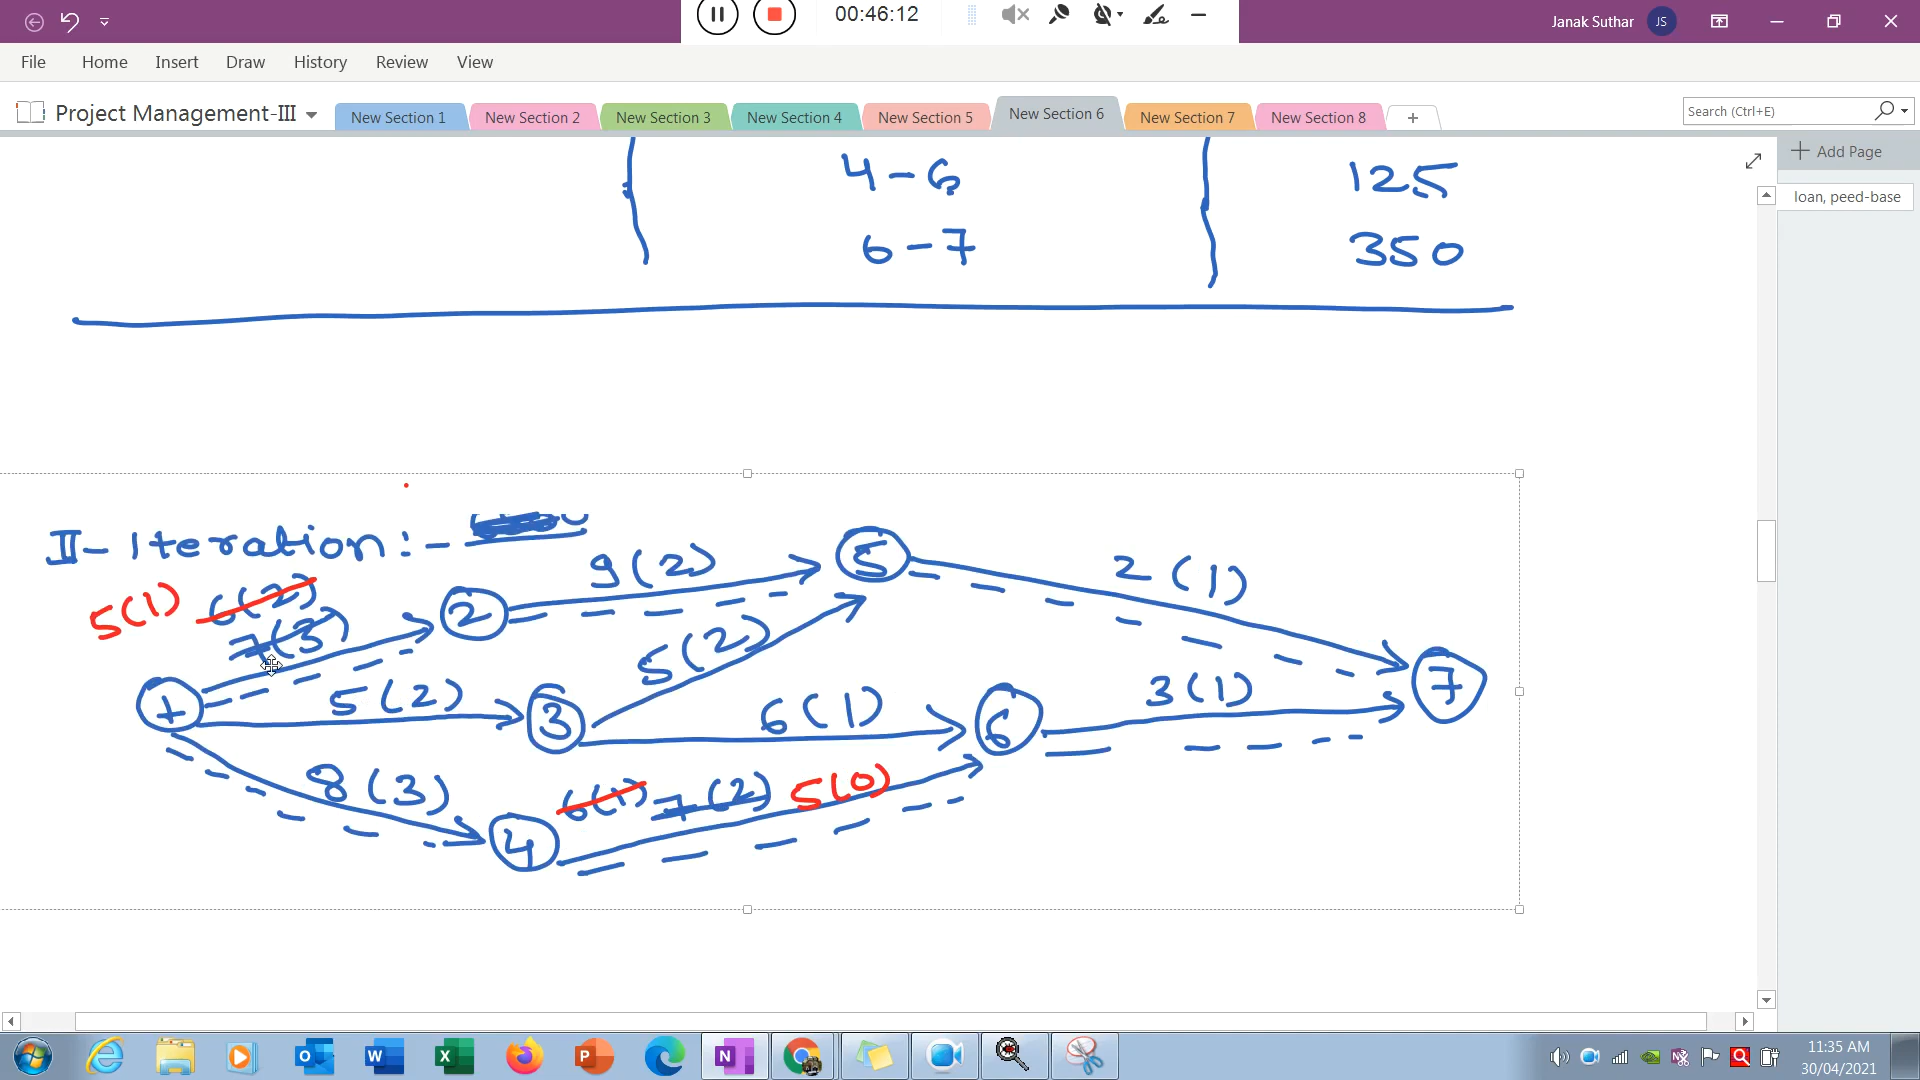 00:46:12
Janak Suthar JS
File Home Insert Draw History Review View
Project Management-III New Section 1 New Section 2 New Section 3 New Section 4 New Section 5 New Section 6 New Section 7 New Section 8 +
Search (Ctrl+E)
Add Page
loan, peed-base
4-6 125
6-7 350
II- Iteration:-
5(1) 6(2)
7(3)
9(2)
2(1)
5(2)
5(2)
6(1)
3(1)
8(3)
6(1) 7(2) 5(0)
1
2
3
4
5
6
7
11:35 AM
30/04/2021